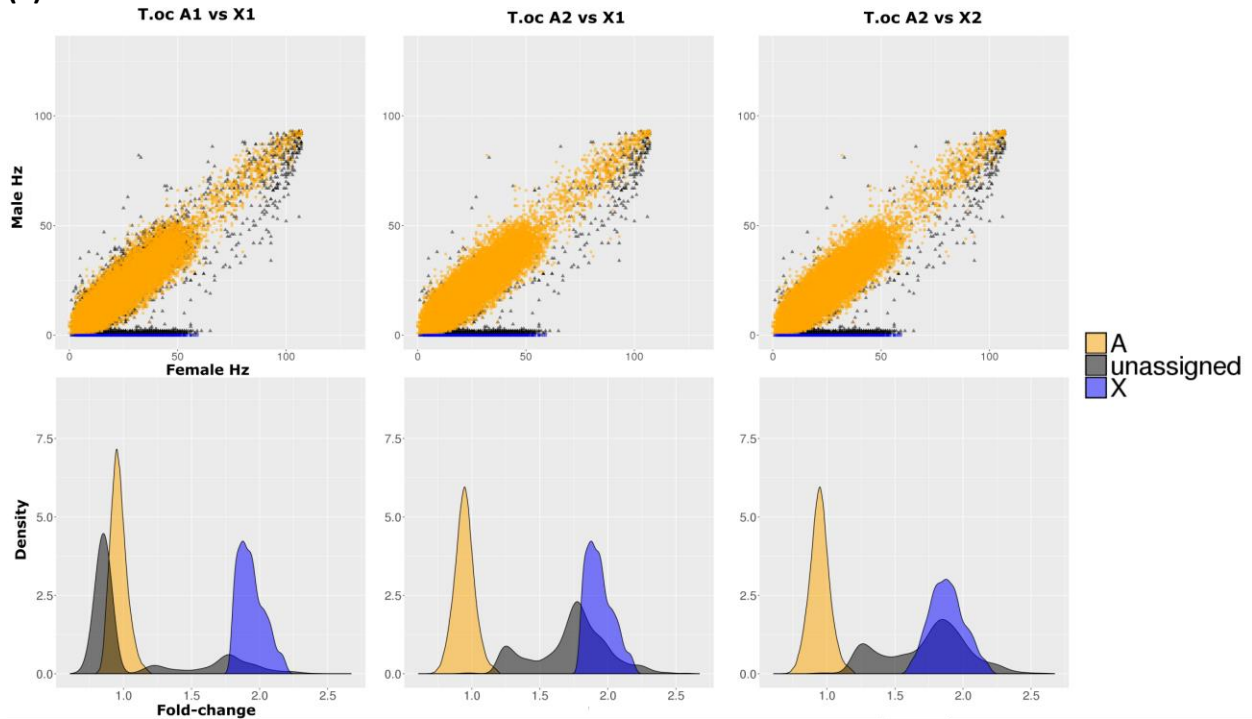 T.oc A1 vs X1 T.oc A2 vs X1 T.oc A2 vs X2
Male Hz
100 100 100
50 50 50
0 0 0
0 50 100 0 50 100 0 50 100
Female Hz
A
unassigned
X
Density
7.5 7.5 7.5
5.0 5.0 5.0
2.5 2.5 2.5
0.0 0.0 0.0
1.0 1.5 2.0 2.5 1.0 1.5 2.0 2.5 1.0 1.5 2.0 2.5
Fold-change